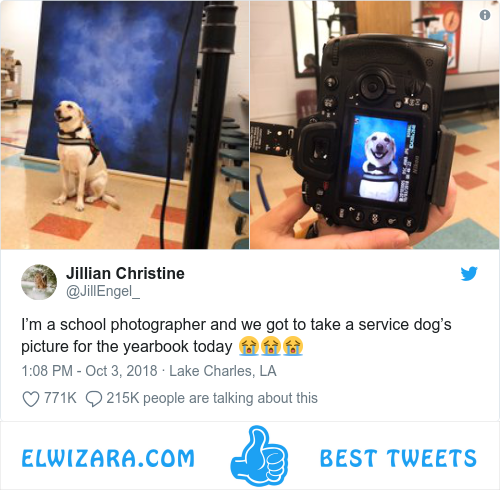 Jillian Christine
@JillEngel_
I'm a school photographer and we got to take a service dog's
picture for the yearbook today 😭😭😭
1:08 PM - Oct 3, 2018 · Lake Charles, LA
771K 215K people are talking about this
ELWIZARA.COM BEST TWEETS